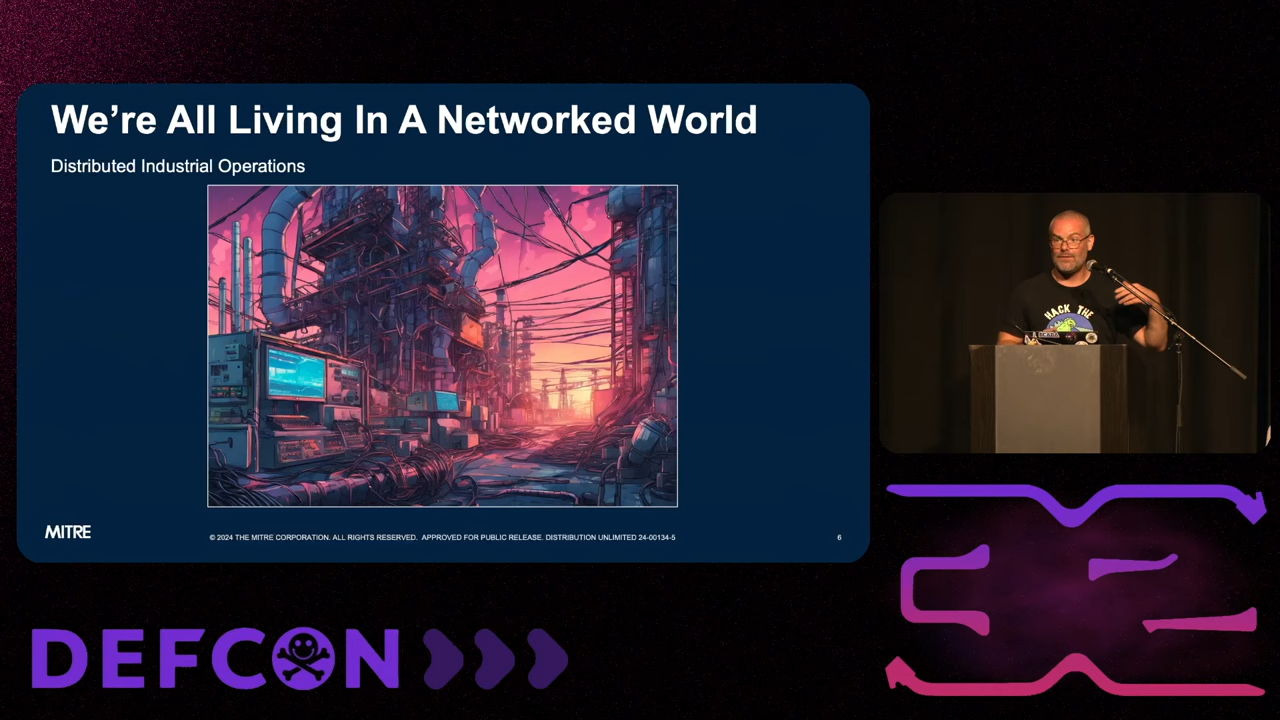 We're All Living In A Networked World
Distributed Industrial Operations
MITRE
© 2024 THE MITRE CORPORATION. ALL RIGHTS RESERVED. APPROVED FOR PUBLIC RELEASE. DISTRIBUTION UNLIMITED 24-00134-5
6
HACK THE
DEFCON